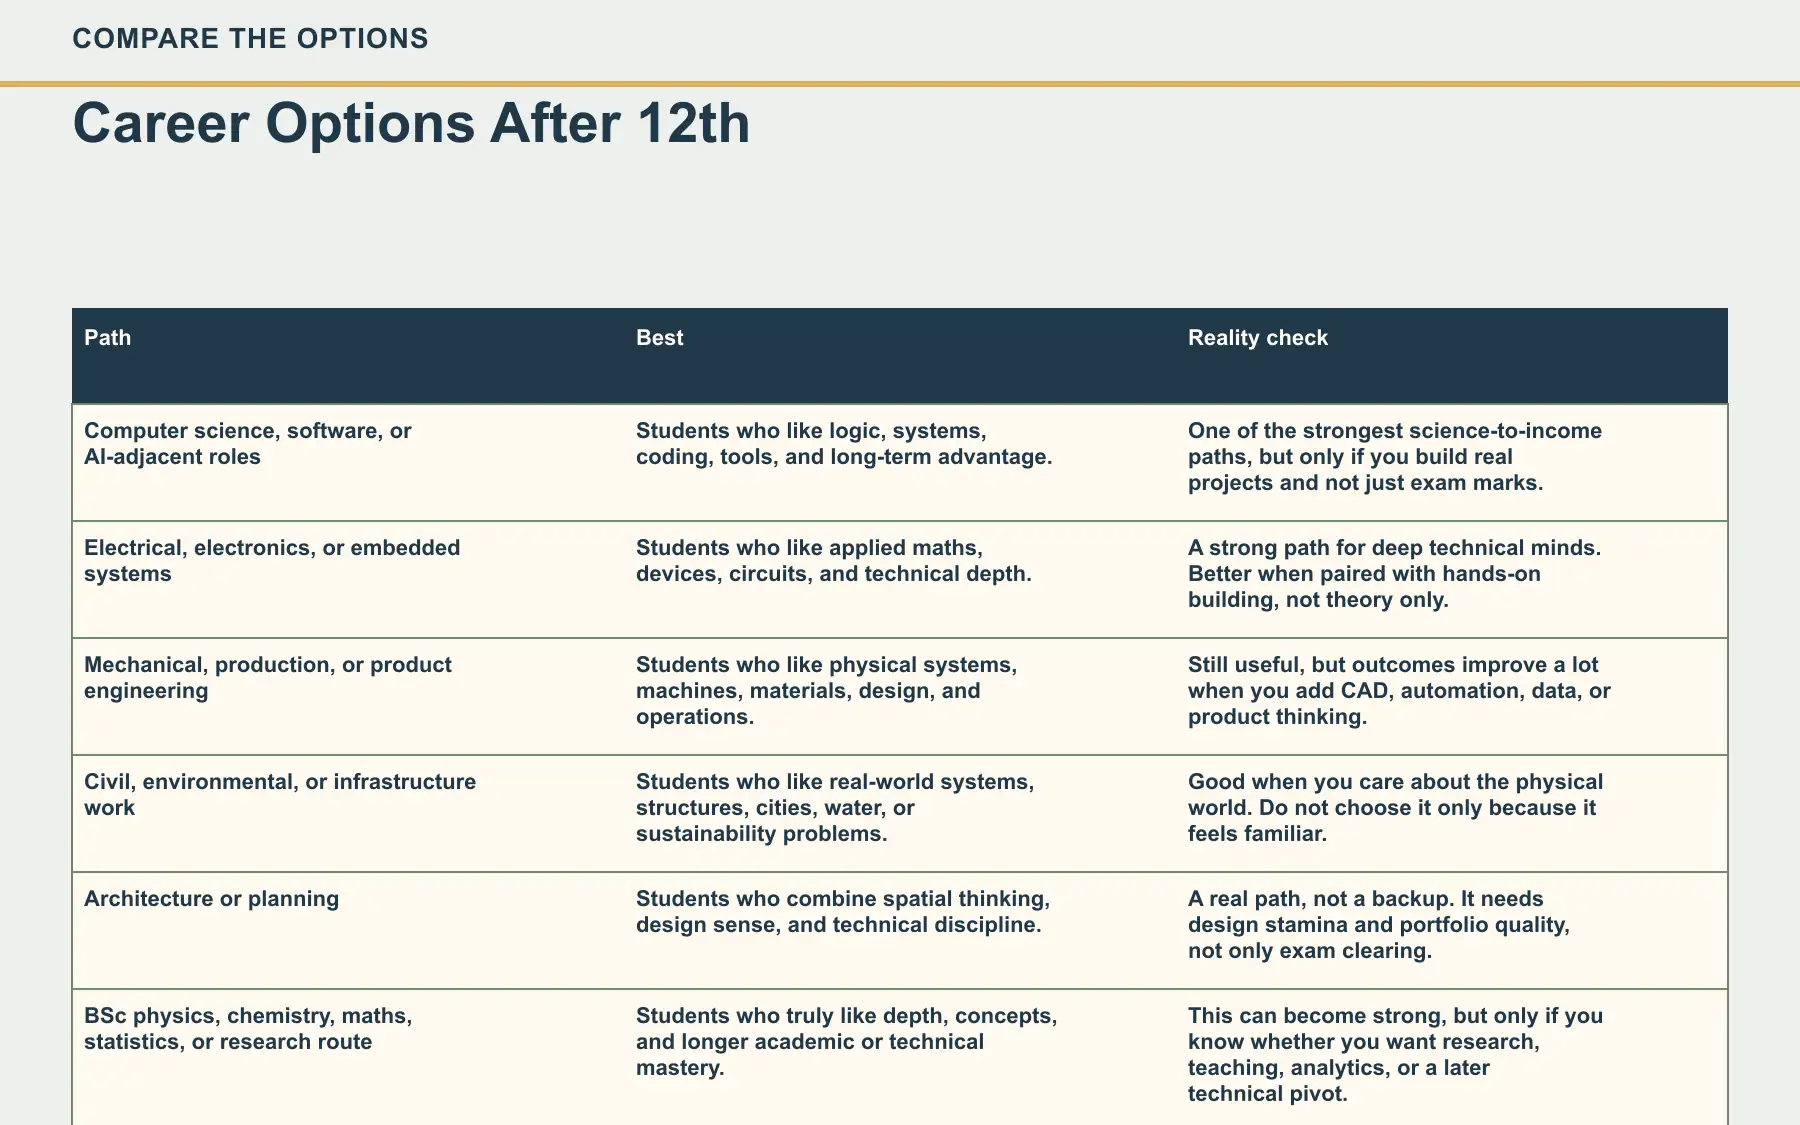 COMPARE THE OPTIONS
Career Options After 12th
Path
Best
Reality check
Computer science, software, or
AI-adjacent roles
Students who like logic, systems,
coding, tools, and long-term advantage.
One of the strongest science-to-income
paths, but only if you build real
projects and not just exam marks.
Electrical, electronics, or embedded
systems
Students who like applied maths,
devices, circuits, and technical depth.
A strong path for deep technical minds.
Better when paired with hands-on
building, not theory only.
Mechanical, production, or product
engineering
Students who like physical systems,
machines, materials, design, and
operations.
Still useful, but outcomes improve a lot
when you add CAD, automation, data, or
product thinking.
Civil, environmental, or infrastructure
work
Students who like real-world systems,
structures, cities, water, or
sustainability problems.
Good when you care about the physical
world. Do not choose it only because it
feels familiar.
Architecture or planning
Students who combine spatial thinking,
design sense, and technical discipline.
A real path, not a backup. It needs
design stamina and portfolio quality,
not only exam clearing.
BSc physics, chemistry, maths,
statistics, or research route
Students who truly like depth, concepts,
and longer academic or technical
mastery.
This can become strong, but only if you
know whether you want research,
teaching, analytics, or a later
technical pivot.